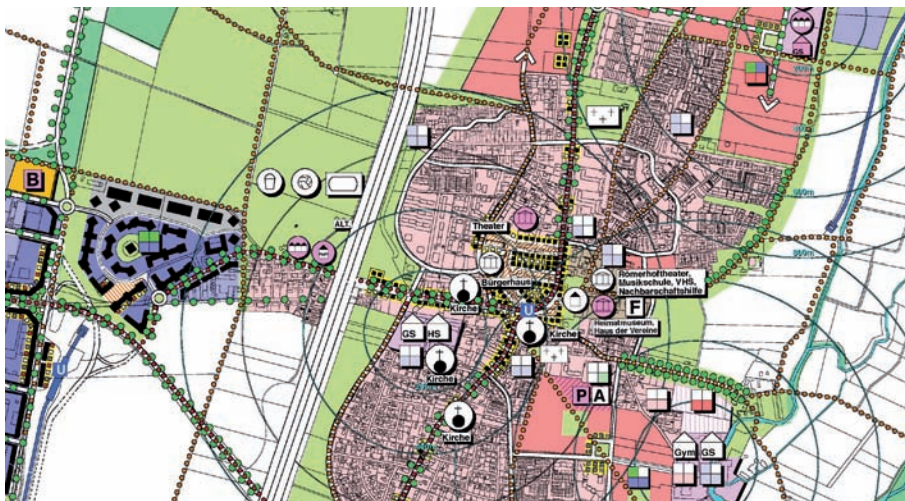 GS
B
ALT.
Theater
Bürgerhaus
Römerhoftheater,
Musikschule, VHS,
Nachbarschaftshilfe
Kirche
U
Kirche
F
Heimatmuseum,
Haus der Vereine
GS HS
Kirche
U
P A
Kirche
Gym GS
600m